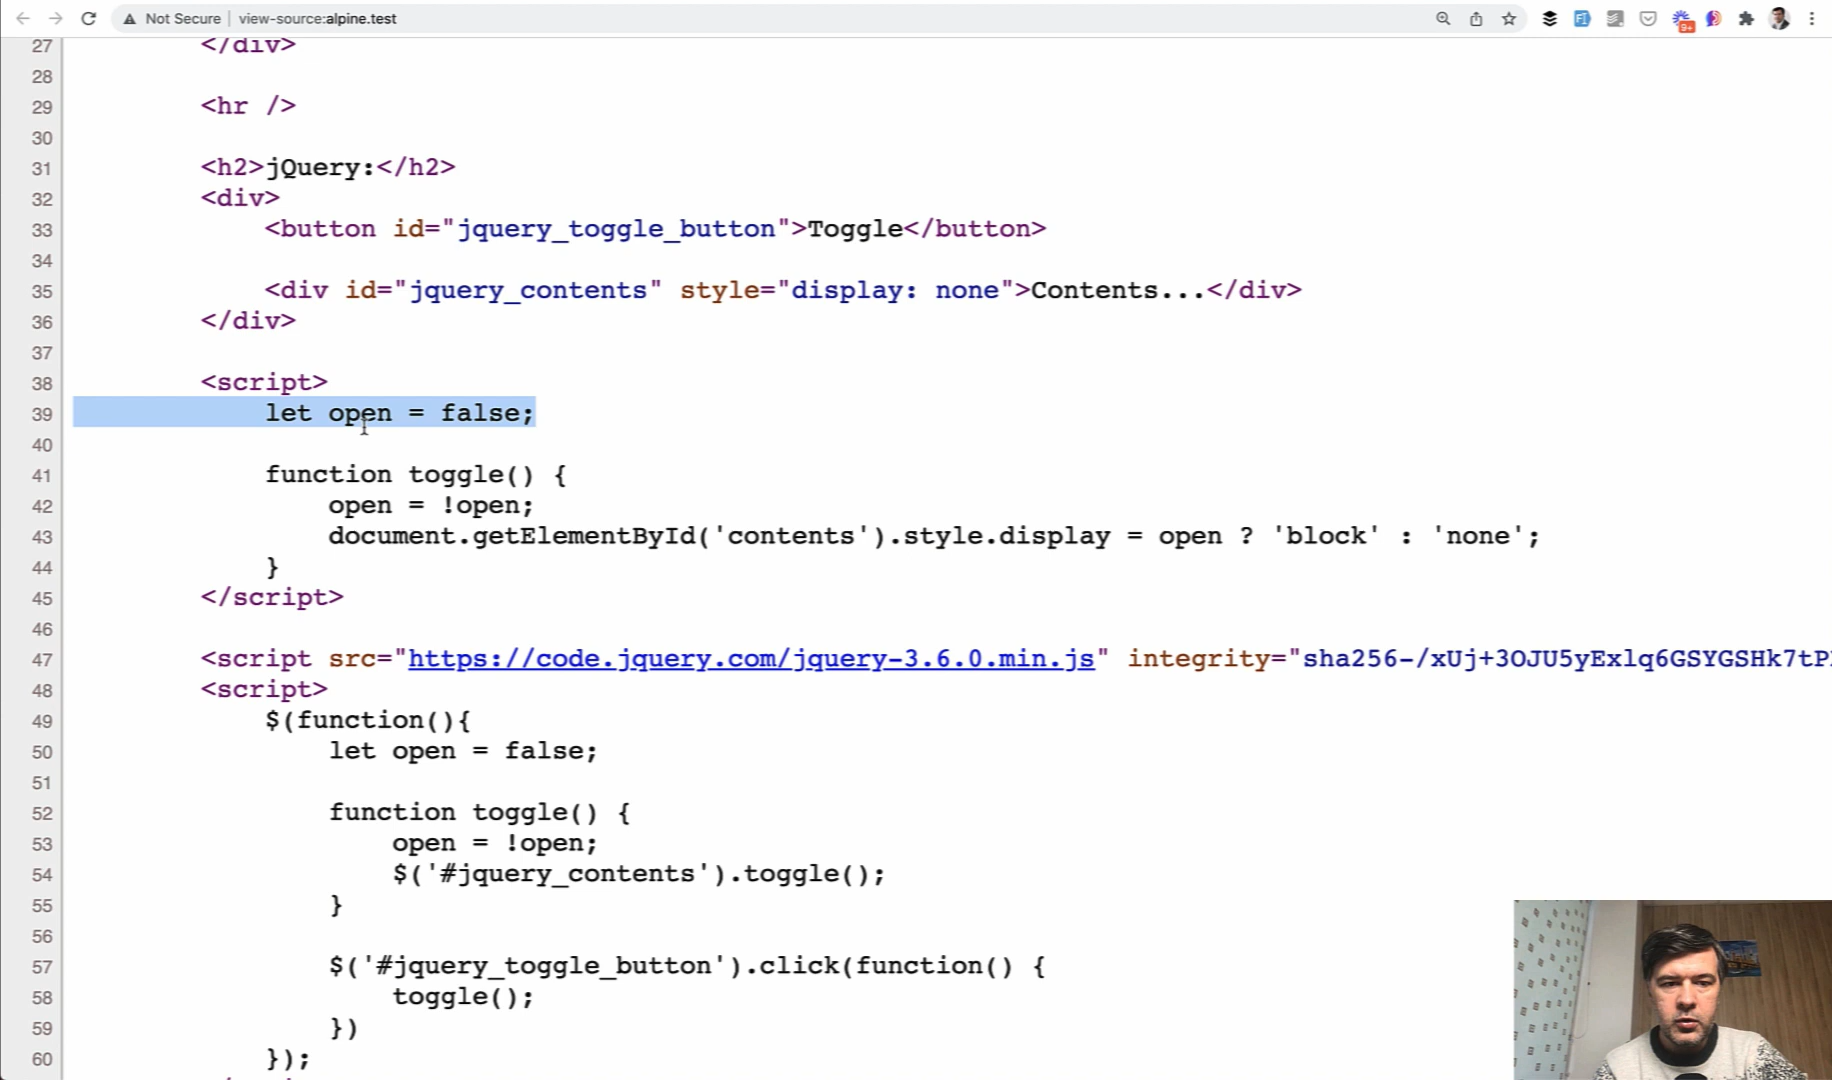 Not Secure view-source:alpine.test
9+
27 </div>
28
29 <hr />
30
31 <h2>jQuery:</h2>
32 <div>
33 <button id="jquery_toggle_button">Toggle</button>
34
35 <div id="jquery_contents" style="display: none">Contents...</div>
36 </div>
37
38 <script>
39 let open = false;
40
41 function toggle() {
42 open = !open;
43 document.getElementById('contents').style.display = open ? 'block' : 'none';
44 }
45 </script>
46
47 <script src="https://code.jquery.com/jquery-3.6.0.min.js" integrity="sha256-/xUj+3OJU5yExlq6GSYGSHk7tP
48 <script>
49 $(function(){
50 let open = false;
51
52 function toggle() {
53 open = !open;
54 $('#jquery_contents').toggle();
55 }
56
57 $('#jquery_toggle_button').click(function() {
58 toggle();
59 })
60 });